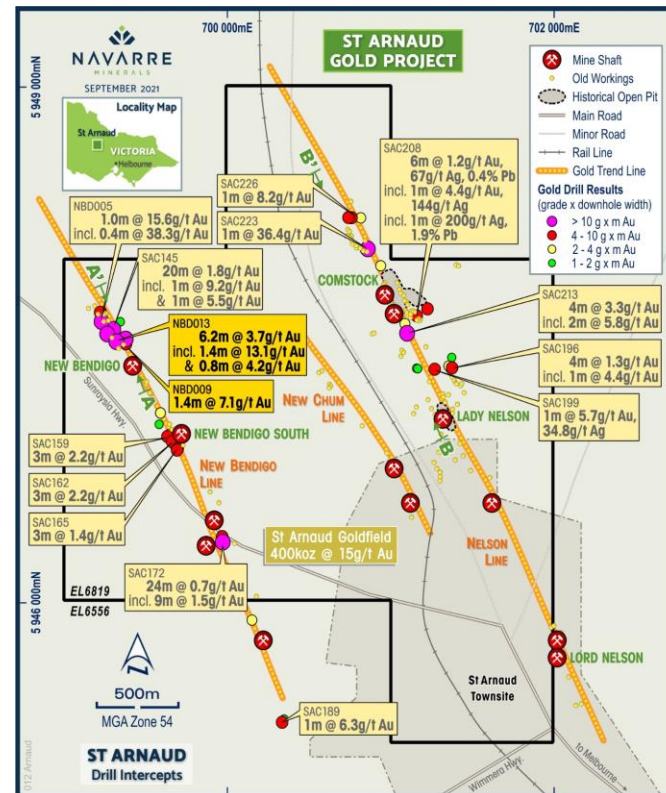 700 000mE
702 000mE
NAVARRE
MINERALS
SEPTEMBER 2021
Locality Map
St Arnaud
VICTORIA
Melbourne
ST ARNAUD
GOLD PROJECT
Mine Shaft
Old Workings
Historical Open Pit
Main Road
Minor Road
Rail Line
Gold Trend Line
Gold Drill Results
(grade x downhole width)
> 10 g x m Au
4 - 10 g x m Au
2 - 4 g x m Au
1 - 2 g x m Au
5 949 000mN
B'
SAC208
6m @ 1.2g/t Au,
67g/t Ag, 0.4% Pb
incl. 1m @ 4.4g/t Au,
144g/t Ag
incl. 1m @ 200g/t Ag,
1.9% Pb
SAC226
1m @ 8.2g/t Au
SAC223
1m @ 36.4g/t Au
NBD005
1.0m @ 15.6g/t Au
incl. 0.4m @ 38.3g/t Au
SAC145
20m @ 1.8g/t Au
incl. 1m @ 9.2g/t Au
& 1m @ 5.5g/t Au
A'
COMSTOCK
SAC213
4m @ 3.3g/t Au
incl. 2m @ 5.8g/t Au
NBD013
6.2m @ 3.7g/t Au
incl. 1.4m @ 13.1g/t Au
& 0.8m @ 4.2g/t Au
NEW BENDIGO
SAC196
4m @ 1.3g/t Au
incl. 1m @ 4.4g/t Au
NBD009
1.4m @ 7.1g/t Au
A
Sunraysia Hwy.
NEW CHUM
LINE
SAC199
1m @ 5.7g/t Au,
34.8g/t Ag
LADY NELSON
B
NEW BENDIGO SOUTH
SAC159
3m @ 2.2g/t Au
SAC162
3m @ 2.2g/t Au
SAC165
3m @ 1.4g/t Au
NEW BENDIGO
LINE
St Arnaud Goldfield
400koz @ 15g/t Au
NELSON
LINE
SAC172
24m @ 0.7g/t Au
incl. 9m @ 1.5g/t Au
EL6819
EL6556
5 946 000mN
N
500m
MGA Zone 54
St Arnaud
Townsite
LORD NELSON
SAC189
1m @ 6.3g/t Au
ST ARNAUD
Drill Intercepts
Wimmera Hwy.
to Melbourne
012 Arnaud